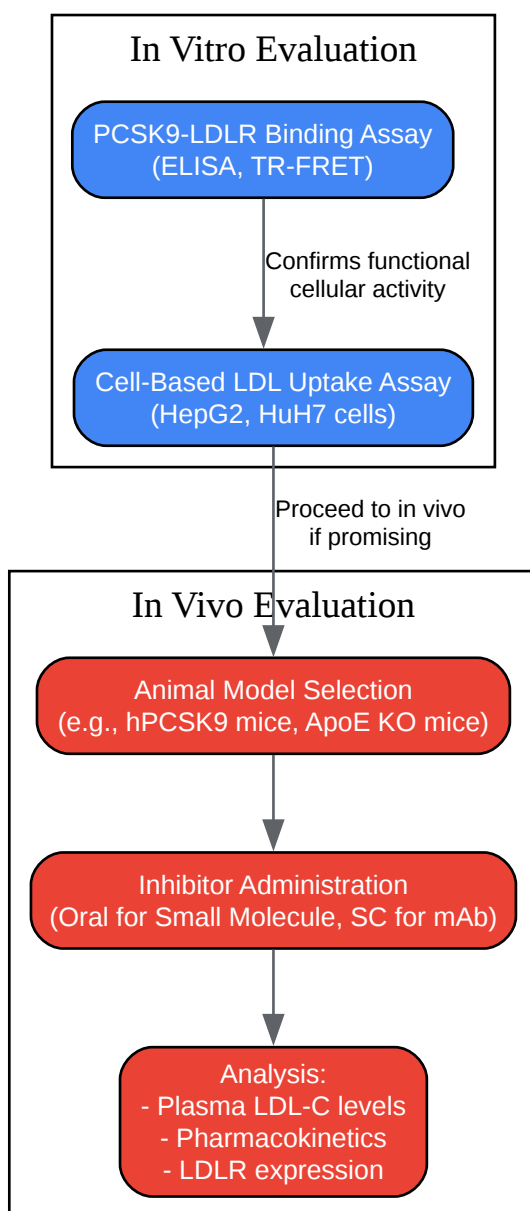 In Vitro Evaluation
PCSK9-LDLR Binding Assay
(ELISA, TR-FRET)
Confirms functional
cellular activity
Cell-Based LDL Uptake Assay
(HepG2, HuH7 cells)
Proceed to in vivo
if promising
In Vivo Evaluation
Animal Model Selection
(e.g., hPCSK9 mice, ApoE KO mice)
Inhibitor Administration
(Oral for Small Molecule, SC for mAb)
Analysis:
- Plasma LDL-C levels
- Pharmacokinetics
- LDLR expression